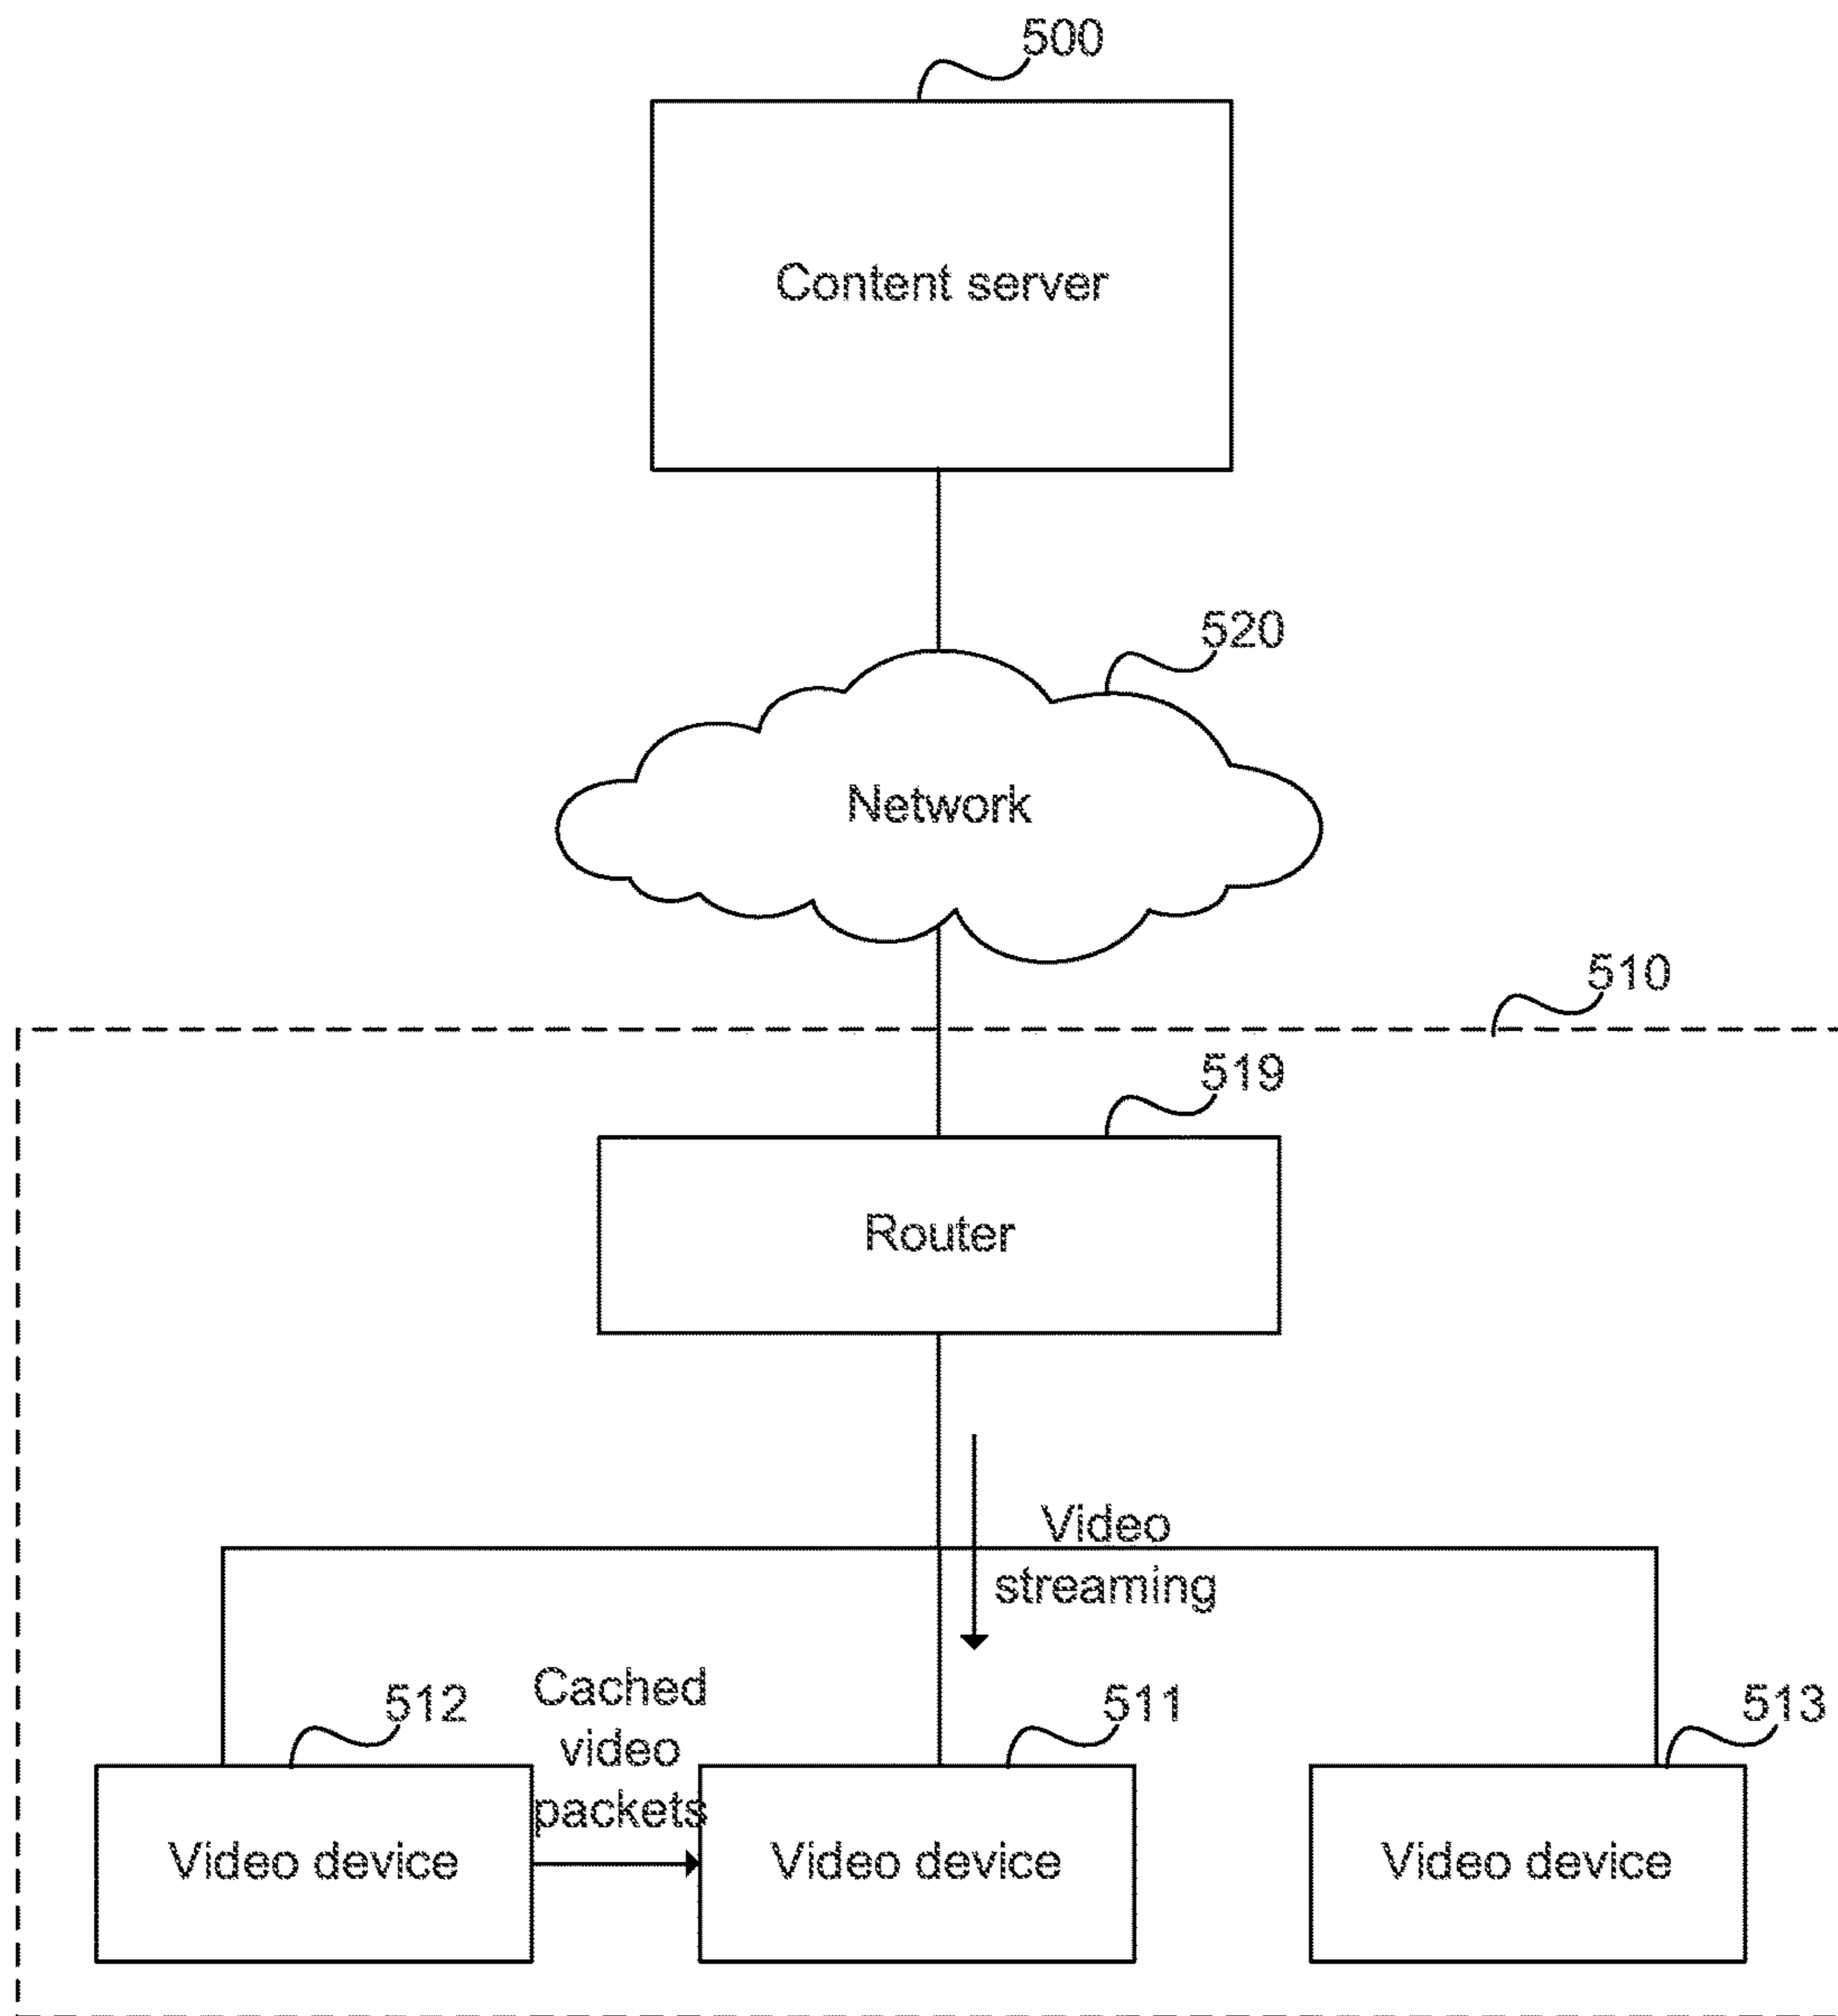 500
Content server
520
Network
510
519
Router
Video
streaming
512
Cached
video
packets
511
513
Video device
Video device
Video device